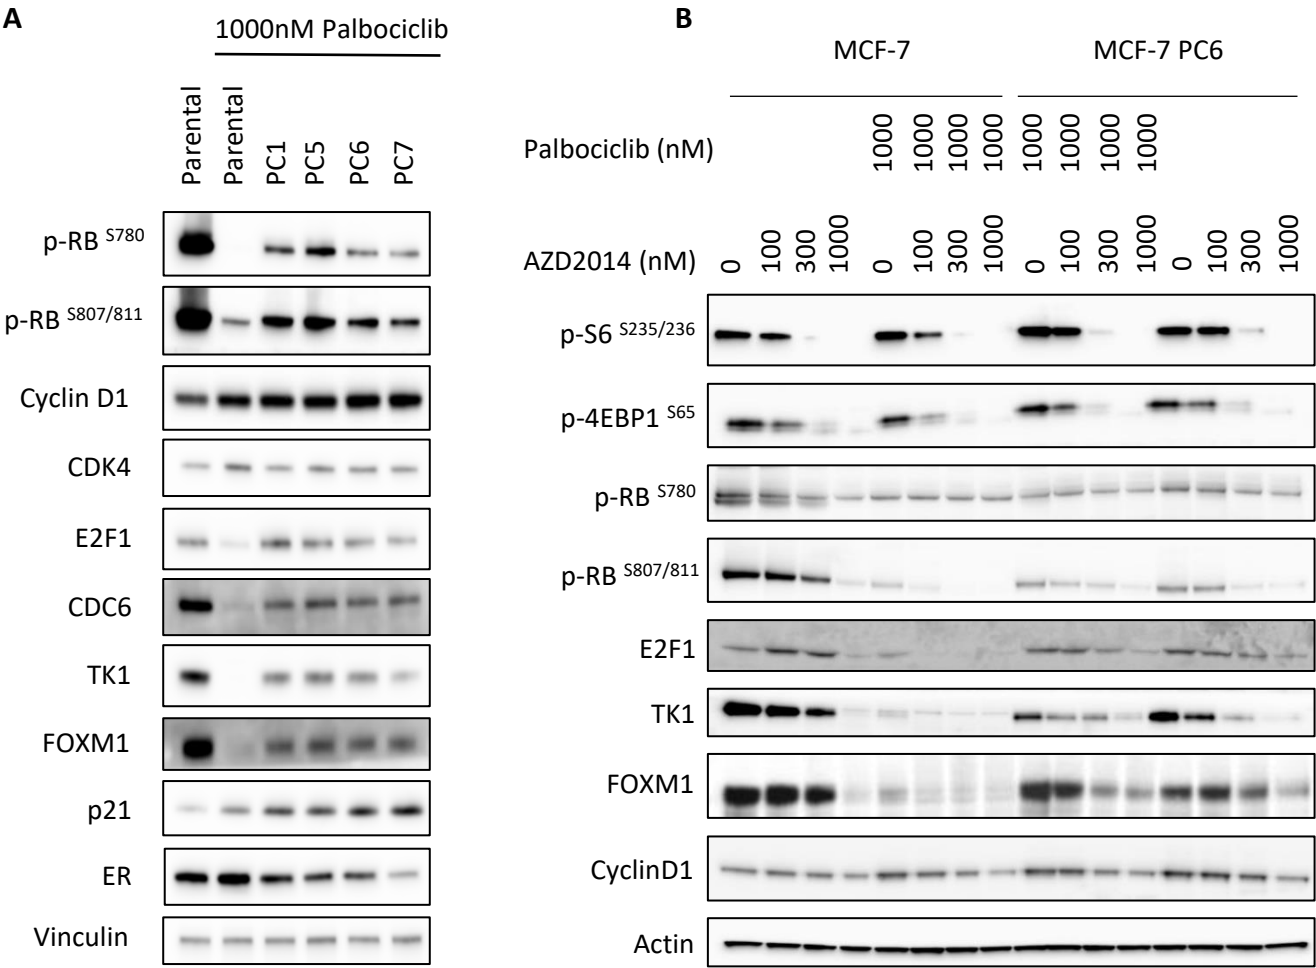 A
1000nM Palbociclib
Parental
Parental
PC1
PC5
PC6
PC7
p-RB S780
p-RB S807/811
Cyclin D1
CDK4
E2F1
CDC6
TK1
FOXM1
p21
ER
Vinculin
B
MCF-7 MCF-7 PC6
Palbociclib (nM) 1000 1000 1000 1000 1000 1000 1000 1000
AZD2014 (nM) 0 100 300 1000 0 100 300 1000 0 100 300 1000 0 100 300 1000
p-S6 S235/236
p-4EBP1 S65
p-RB S780
p-RB S807/811
E2F1
TK1
FOXM1
CyclinD1
Actin